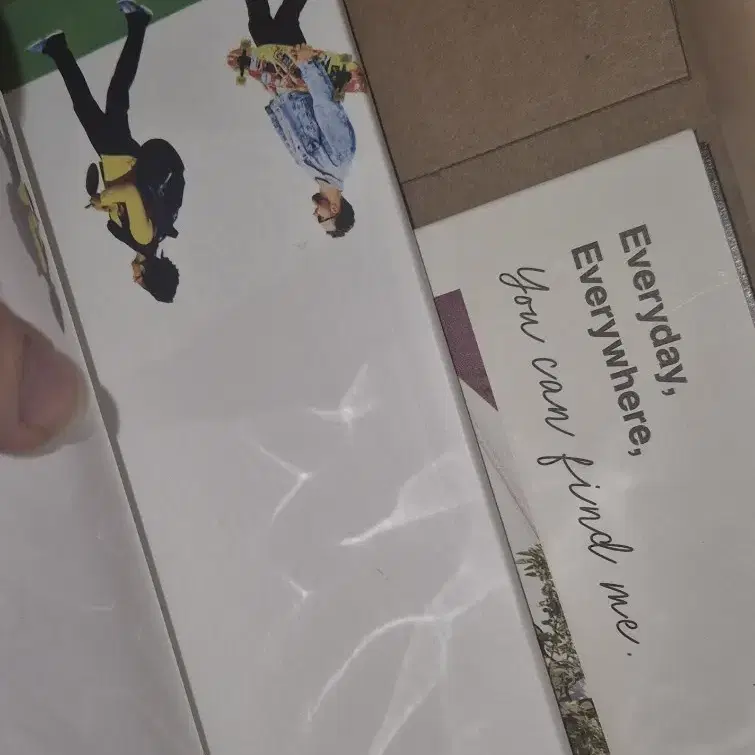 Everyday,
Everywhere,
You can find me.